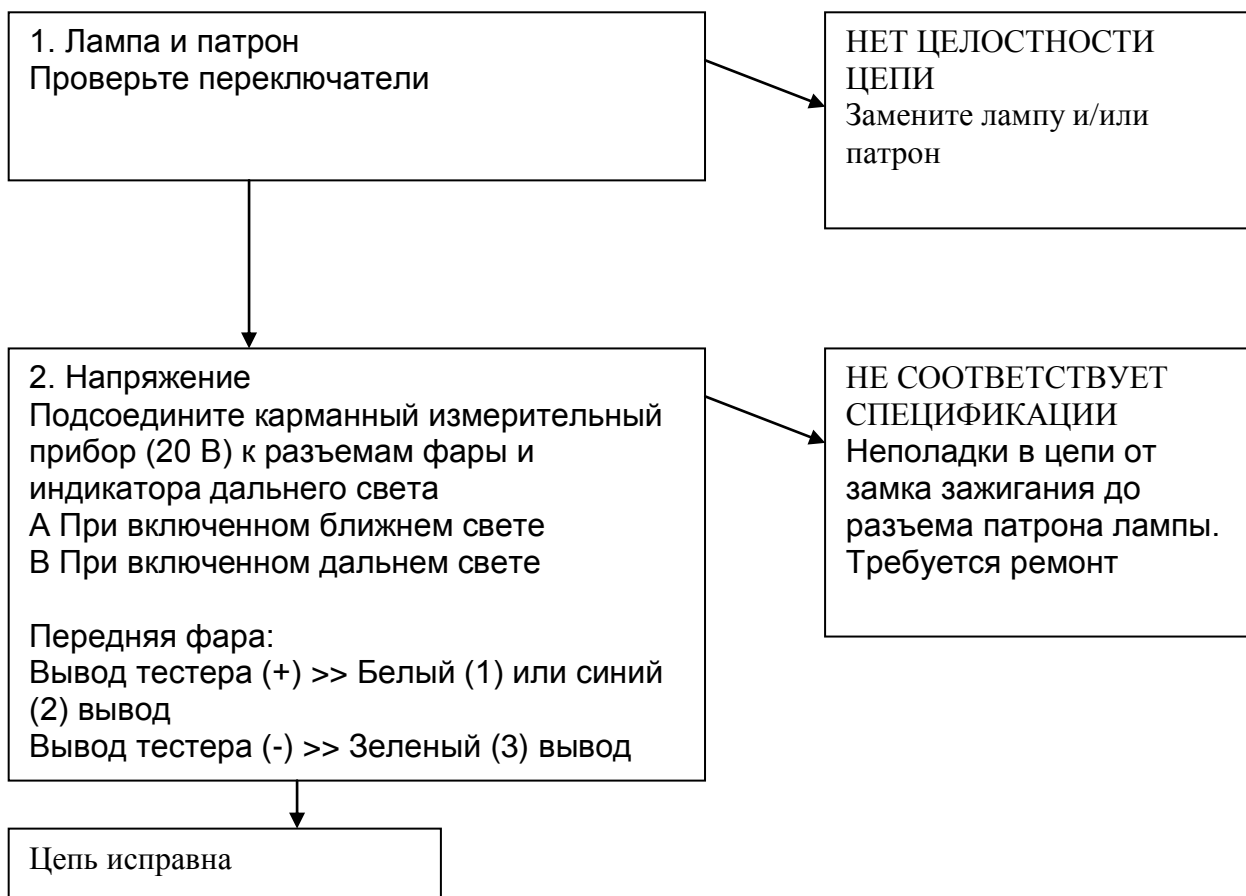 1. Лампа и патрон
Проверьте переключатели
НЕТ ЦЕЛОСТНОСТИ
ЦЕПИ
Замените лампу и/или
патрон
2. Напряжение
Подсоедините карманный измерительный
прибор (20 В) к разъемам фары и
индикатора дальнего света
А При включенном ближнем свете
В При включенном дальнем свете
Передняя фара:
Вывод тестера (+) >> Белый (1) или синий
(2) вывод
Вывод тестера (-) >> Зеленый (3) вывод
НЕ СООТВЕТСТВУЕТ
СПЕЦИФИКАЦИИ
Неполадки в цепи от
замка зажигания до
разъема патрона лампы.
Требуется ремонт
Цепь исправна